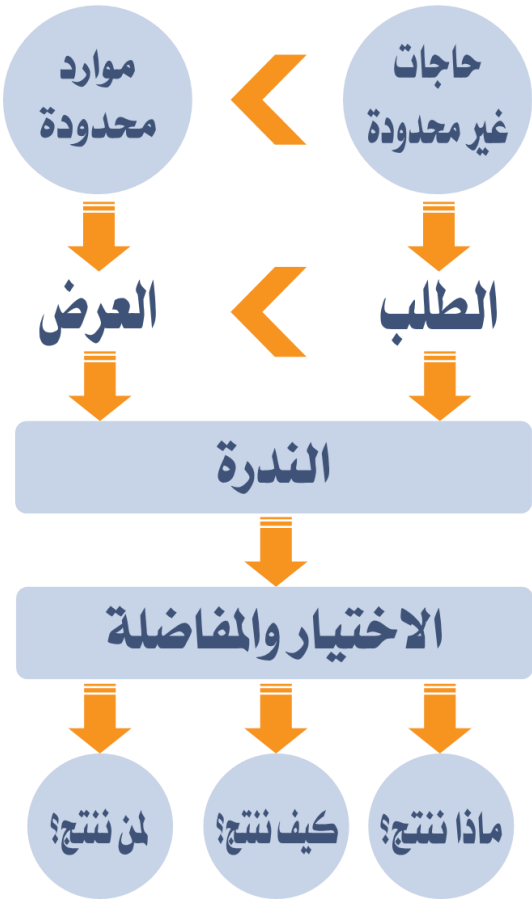 حاجات
غير محدودة
موارد
محدودة
الطلب
العرض
الندرة
الاختيار والمفاضلة
ماذا ننتج؟
كيف ننتج؟
لمن ننتج؟